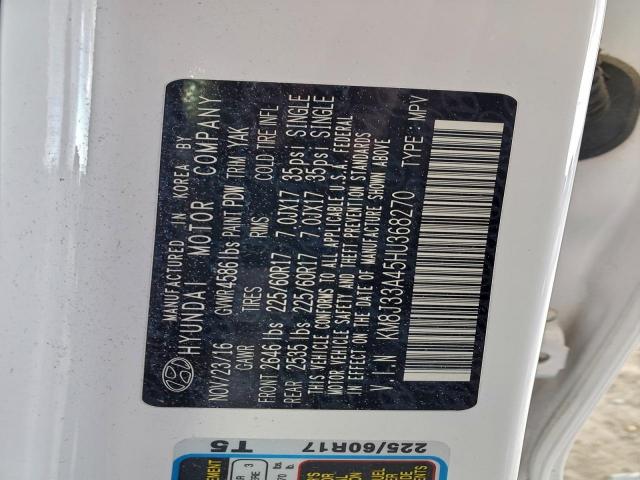 MANUFACTURED IN KOREA BY
HYUNDAI MOTOR COMPANY
NOV/23/16 GVWR 4586 lbs PAINT PDW TRIM YAK
GAWR TIRES RIMS COLD TIRE INFL
FRONT 2646 lbs 225/60R17 7.0JX17 35psi SINGLE
REAR 2535 lbs 225/60R17 7.0JX17 35psi SINGLE
THIS VEHICLE CONFORMS TO ALL APPLICABLE U.S.A. FEDERAL
MOTOR VEHICLE SAFETY AND THEFT PREVENTION STANDARDS
IN EFFECT ON THE DATE OF MANUFACTURE SHOWN ABOVE
V.I.N KM8J33A45HU368270 TYPE : MPV
T5
225/60R17